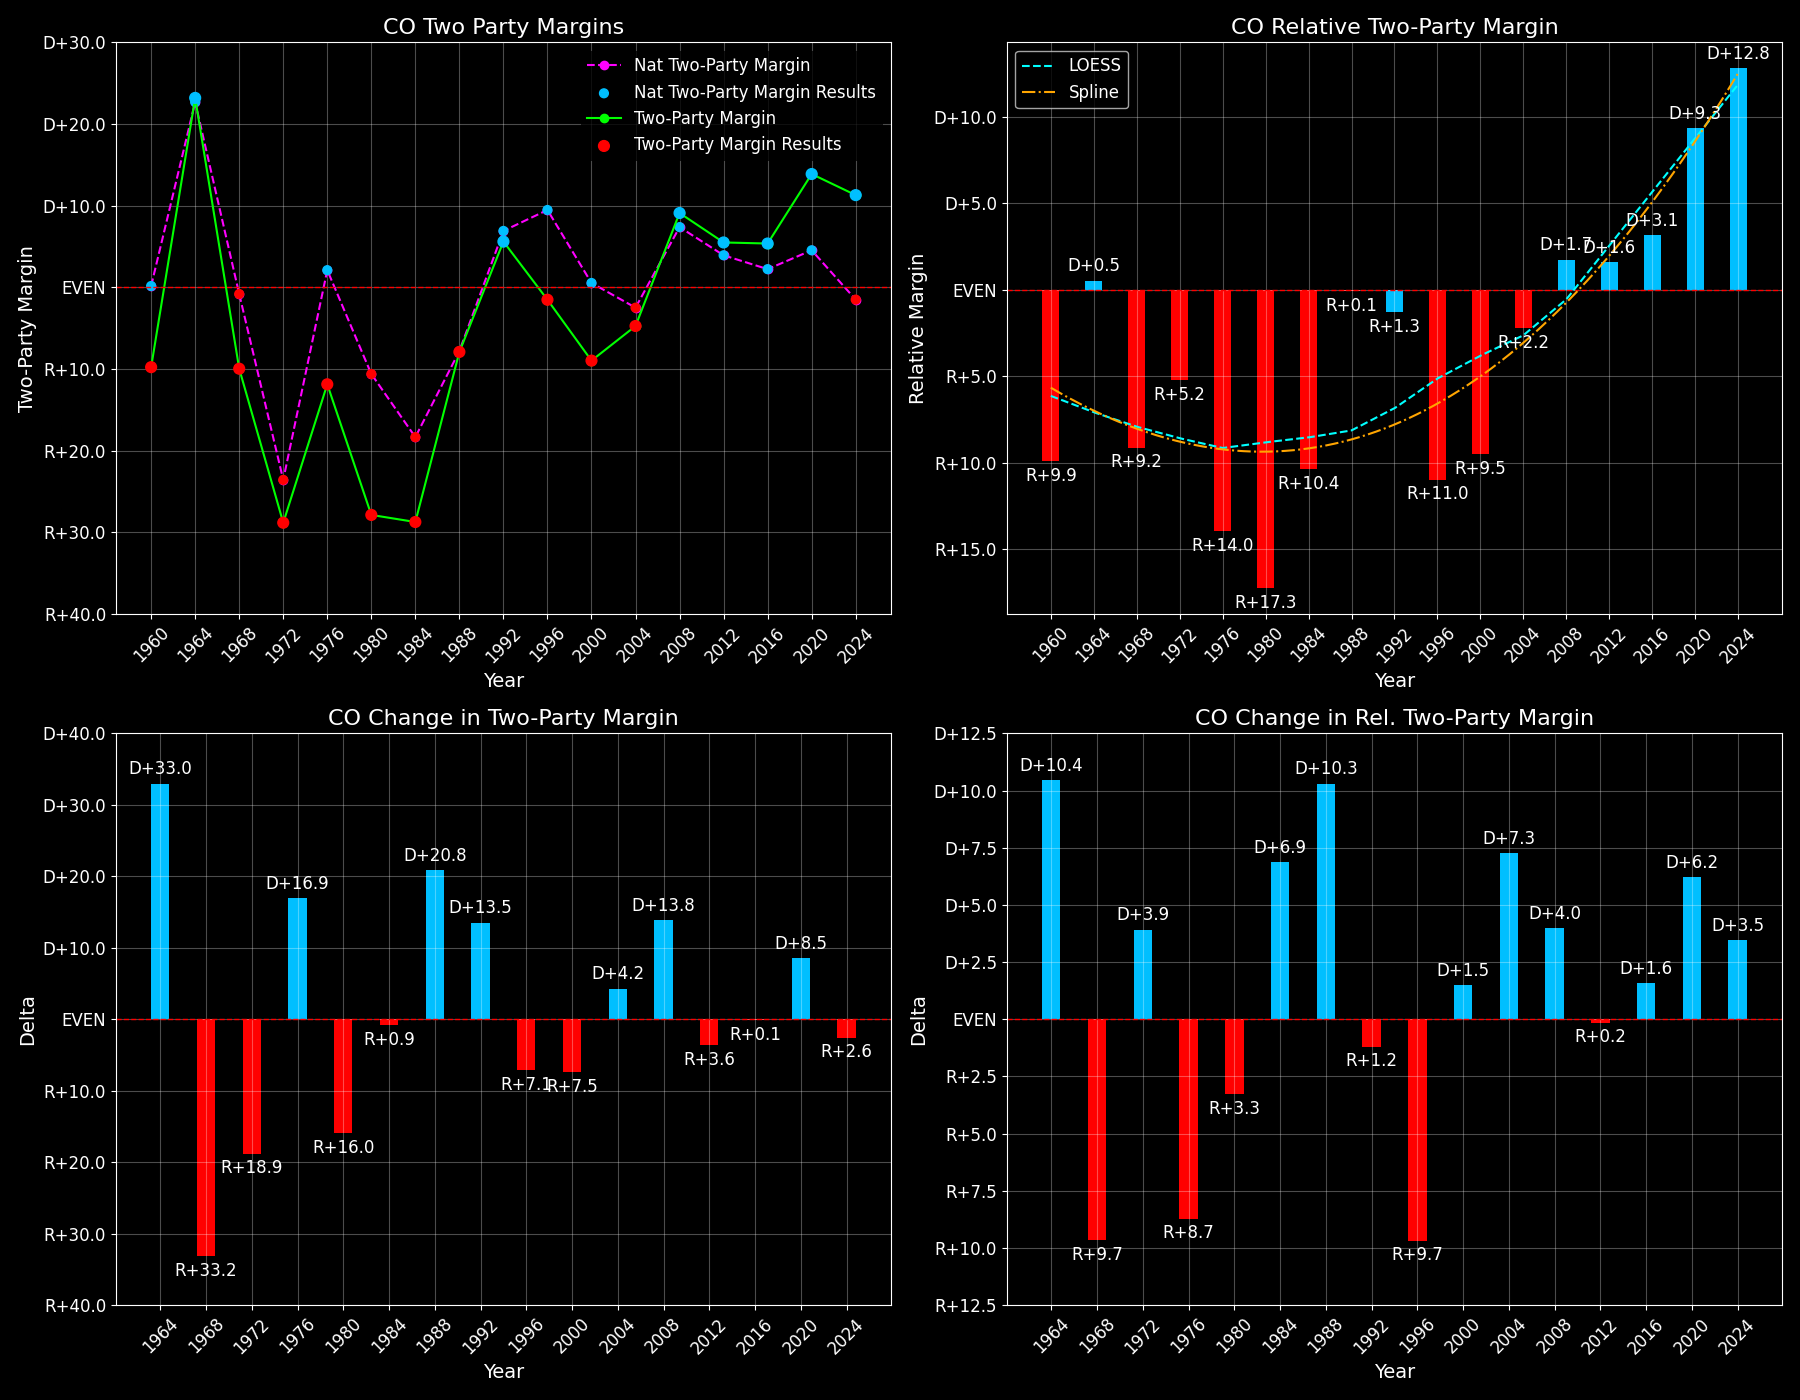 CO Two Party Margins
D+30.0
D+20.0
D+10.0
EVEN
R+10.0
R+20.0
R+30.0
R+40.0
Two-Party Margin
Nat Two-Party Margin
Nat Two-Party Margin Results
Two-Party Margin
Two-Party Margin Results
1960
1964
1968
1972
1976
1980
1984
1988
1992
1996
2000
2004
2008
2012
2016
2020
2024
Year
CO Relative Two-Party Margin
LOESS
Spline
D+10.0
D+5.0
EVEN
R+5.0
R+10.0
R+15.0
Relative Margin
R+9.9
D+0.5
R+9.2
R+5.2
R+14.0
R+17.3
R+10.4
R+0.1
R+1.3
R+11.0
R+9.5
R+2.2
D+1.7
D+1.6
D+3.1
D+9.3
D+12.8
1960
1964
1968
1972
1976
1980
1984
1988
1992
1996
2000
2004
2008
2012
2016
2020
2024
Year
CO Change in Two-Party Margin
D+40.0
D+30.0
D+20.0
D+10.0
EVEN
R+10.0
R+20.0
R+30.0
R+40.0
Delta
D+33.0
R+33.2
R+18.9
D+16.9
R+16.0
R+0.9
D+20.8
D+13.5
R+7.1
R+7.5
D+4.2
D+13.8
R+3.6
R+0.1
D+8.5
R+2.6
1964
1968
1972
1976
1980
1984
1988
1992
1996
2000
2004
2008
2012
2016
2020
2024
Year
CO Change in Rel. Two-Party Margin
D+12.5
D+10.0
D+7.5
D+5.0
D+2.5
EVEN
R+2.5
R+5.0
R+7.5
R+10.0
R+12.5
Delta
D+10.4
R+9.7
D+3.9
R+8.7
R+3.3
D+6.9
D+10.3
R+1.2
R+9.7
D+1.5
D+7.3
D+4.0
R+0.2
D+1.6
D+6.2
D+3.5
1964
1968
1972
1976
1980
1984
1988
1992
1996
2000
2004
2008
2012
2016
2020
2024
Year